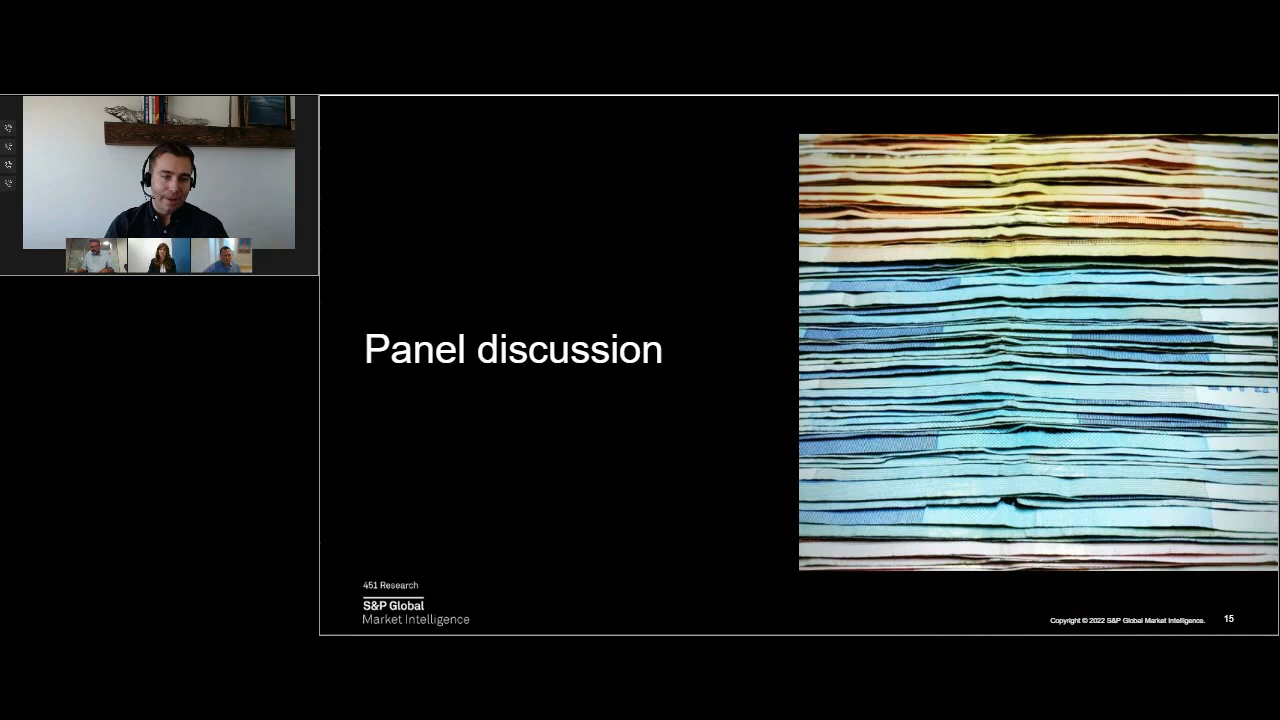 Panel discussion
451 Research
S&P Global
Market Intelligence
Copyright © 2022 S&P Global Market Intelligence.
15